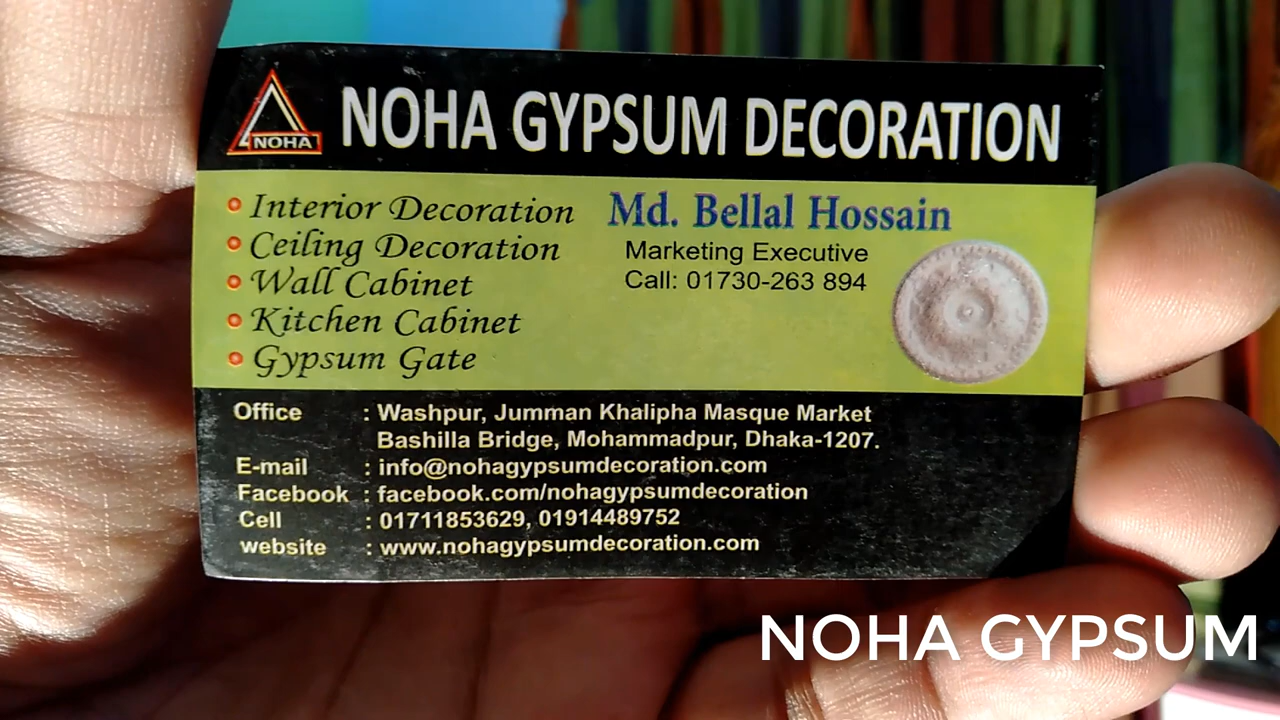 NOHA
NOHA GYPSUM DECORATION
Interior Decoration
Ceiling Decoration
Wall Cabinet
Kitchen Cabinet
Gypsum Gate
Md. Bellal Hossain
Marketing Executive
Call: 01730-263 894
Office : Washpur, Jumman Khalipha Masque Market
Bashilla Bridge, Mohammadpur, Dhaka-1207.
E-mail : info@nohagypsumdecoration.com
Facebook : facebook.com/nohagypsumdecoration
Cell : 01711853629, 01914489752
website : www.nohagypsumdecoration.com
NOHA GYPSUM